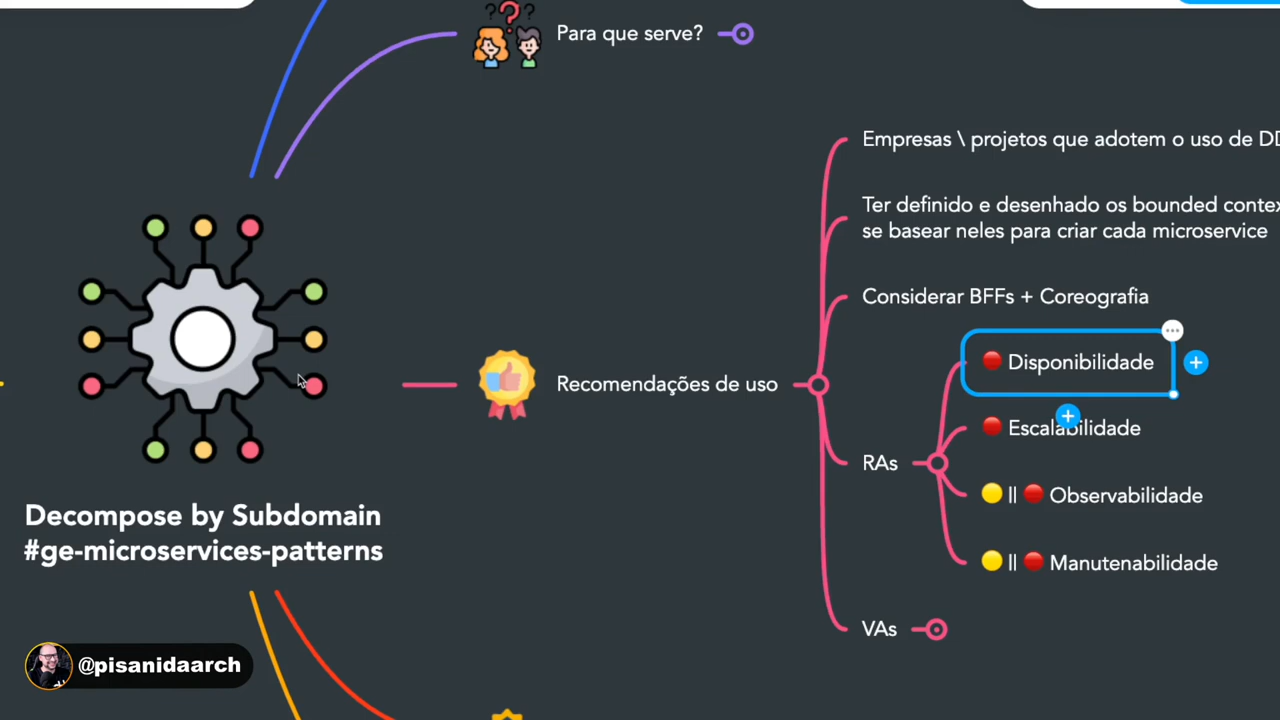 Para que serve?
Empresas \ projetos que adotem o uso de
Ter definido e desenhado os bounded
se basear neles para criar cada microservice
Considerar BFFs + Coreografia
Disponibilidade
Recomendações de uso
Escalabilidade
RAs
|| Observabilidade
Decompose by Subdomain
#ge-microservices-patterns
|| Manutenabilidade
VAs
@pisanidaarch